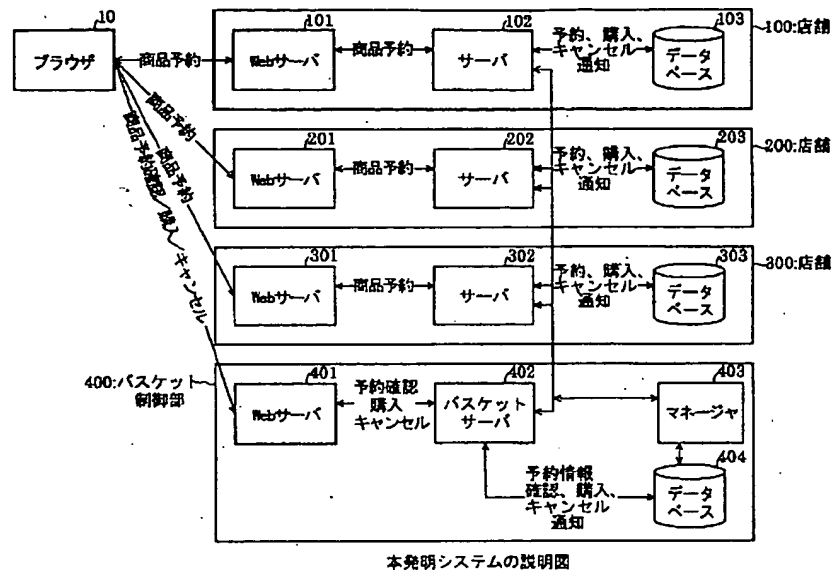 10
ブラウザ
商品予約
商品予約
商品予約
商品予約確認/購入/キャンセル
101
Webサーバ
商品予約
102
サーバ
予約、購入、
キャンセル
通知
103
データ
ベース
100:店舗
201
Webサーバ
商品予約
202
サーバ
予約、購入、
キャンセル
通知
203
データ
ベース
200:店舗
301
Webサーバ
商品予約
302
サーバ
予約、購入、
キャンセル
通知
303
データ
ベース
300:店舗
400:バスケット
制御部
401
Webサーバ
予約確認
購入
キャンセル
402
バスケット
サーバ
403
マネージャ
予約情報
確認、購入、
キャンセル
通知
404
データ
ベース
本発明システムの説明図